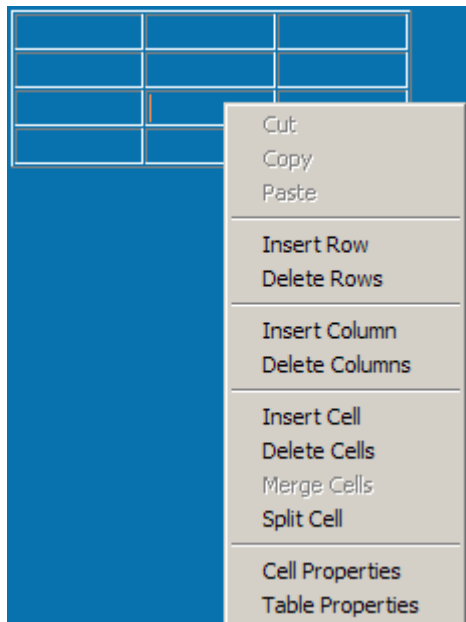 Cut
Copy
Paste
Insert Row
Delete Rows
Insert Column
Delete Columns
Insert Cell
Delete Cells
Merge Cells
Split Cell
Cell Properties
Table Properties